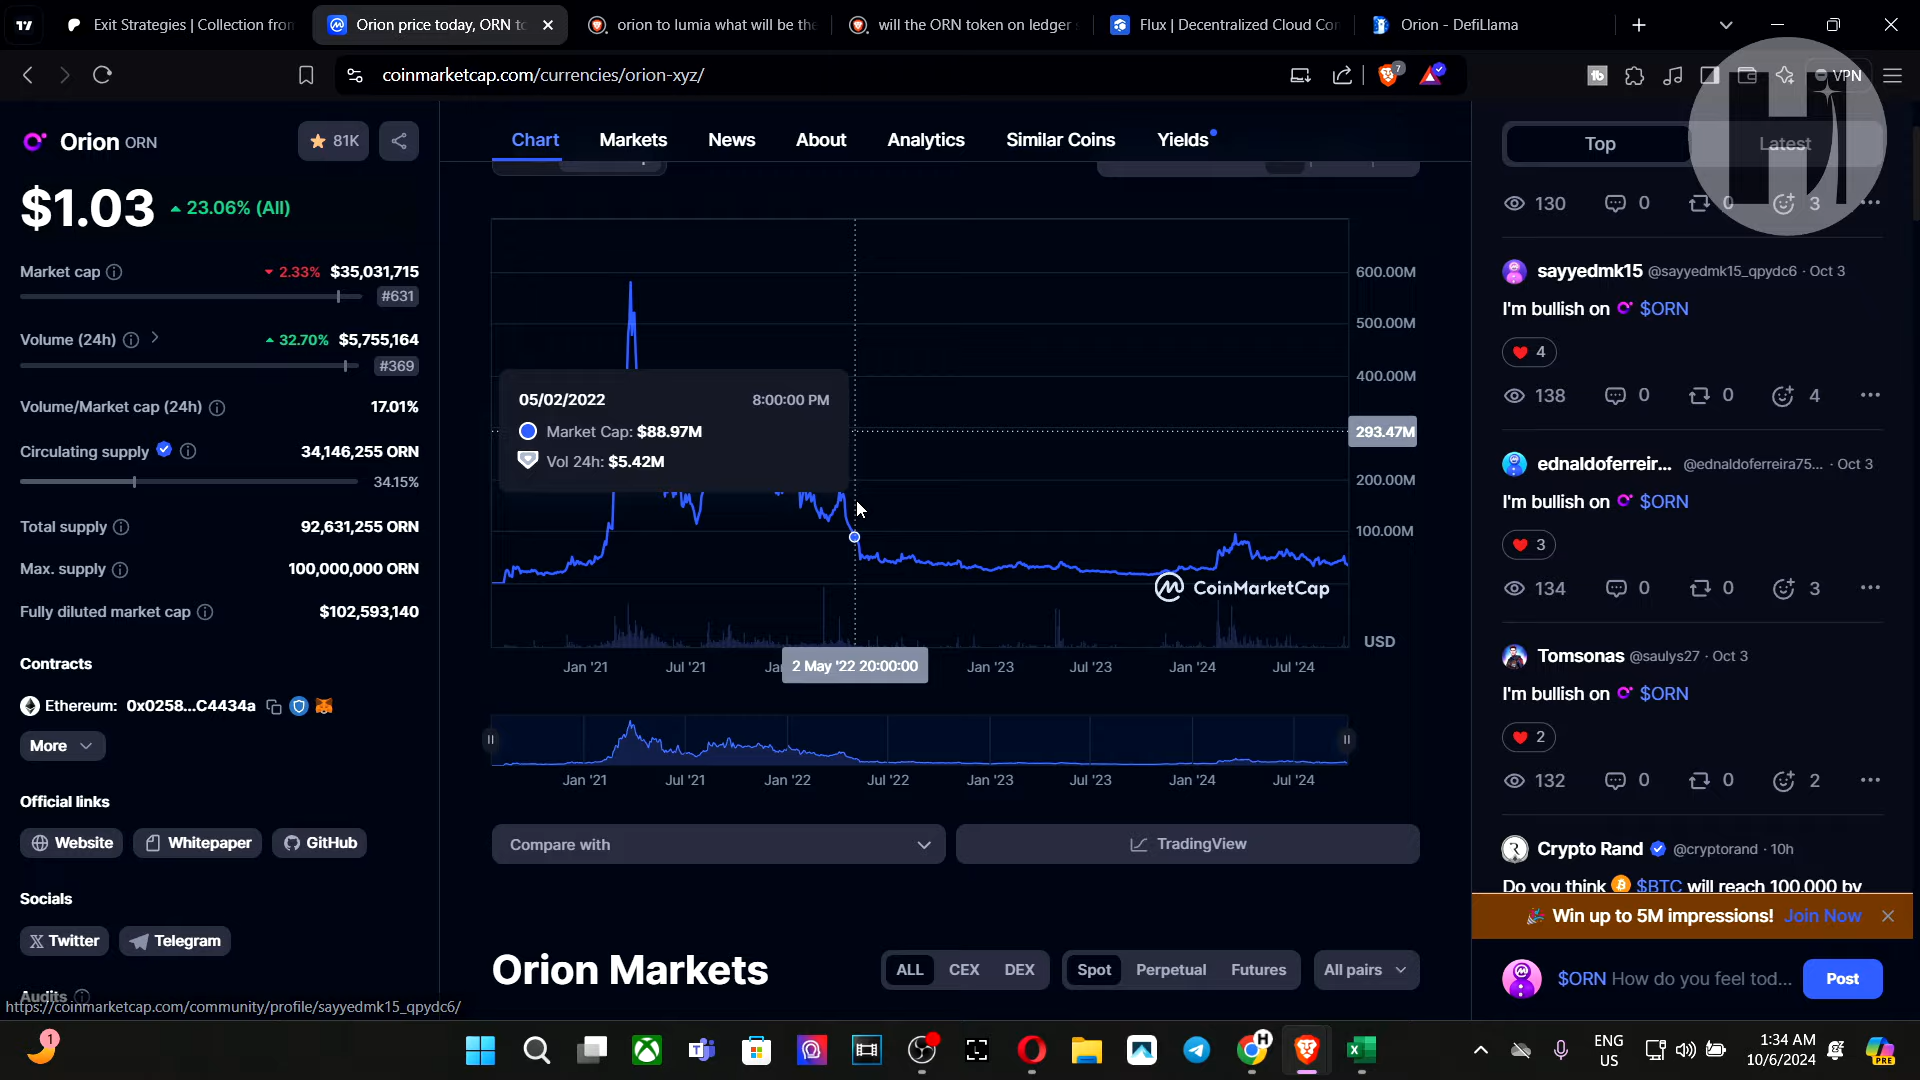 Exit Strategies | Collection from
Orion price today, ORN to
orion to lumia what will be the
will the ORN token on ledger
Flux | Decentralized Cloud Com
Orion - DefiLlama
coinmarketcap.com/currencies/orion-xyz/
7
VPN
Orion ORN
81K
$1.03
23.06% (All)
Market cap
2.33% $35,031,715
#631
Volume (24h)
32.70% $5,755,164
#369
Volume/Market cap (24h)
17.01%
Circulating supply
34,146,255 ORN
34.15%
Total supply
92,631,255 ORN
Max. supply
100,000,000 ORN
Fully diluted market cap
$102,593,140
Contracts
Ethereum: 0x0258...C4434a
More
Official links
Website
Whitepaper
GitHub
Socials
Twitter
Telegram
Audits
https://coinmarketcap.com/community/profile/sayyedmk15_qpydc6/
Chart
Markets
News
About
Analytics
Similar Coins
Yields
600.00M
500.00M
400.00M
293.47M
200.00M
100.00M
USD
05/02/2022
8:00:00 PM
Market Cap: $88.97M
Vol 24h: $5.42M
CoinMarketCap
Jan '21
Jul '21
2 May '22 20:00:00
Jan '23
Jul '23
Jan '24
Jul '24
Jan '21
Jul '21
Jan '22
Jul '22
Jan '23
Jul '23
Jan '24
Jul '24
Compare with
TradingView
Orion Markets
ALL
CEX
DEX
Spot
Perpetual
Futures
All pairs
Top
Latest
H
130
0
0
3
sayyedmk15 @sayyedmk15_qpydc6 · Oct 3
I'm bullish on $ORN
4
138
0
0
4
ednaldoferreir... @ednaldoferreira75... · Oct 3
I'm bullish on $ORN
3
134
0
0
3
Tomsonas @saulys27 · Oct 3
I'm bullish on $ORN
2
132
0
0
2
Crypto Rand @cryptorand · 10h
Do you think $BTC will reach 100,000 by
Win up to 5M impressions! Join Now
$ORN How do you feel tod...
Post
1
ENG
US
1:34 AM
10/6/2024
PRE